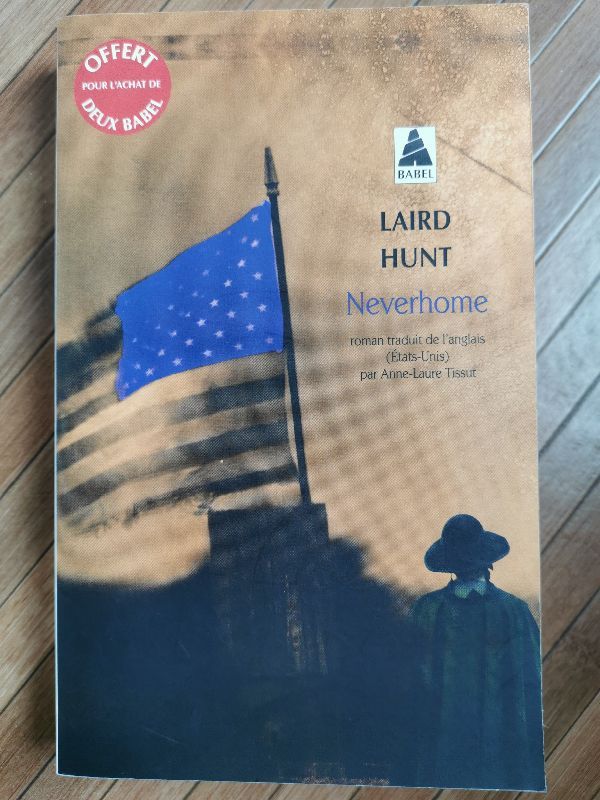 OFFERT
POUR L'ACHAT DE
DEUX BABEL
BABEL
LAIRD
HUNT
Neverhome
roman traduit de l'anglais
(États-Unis)
par Anne-Laure Tissut